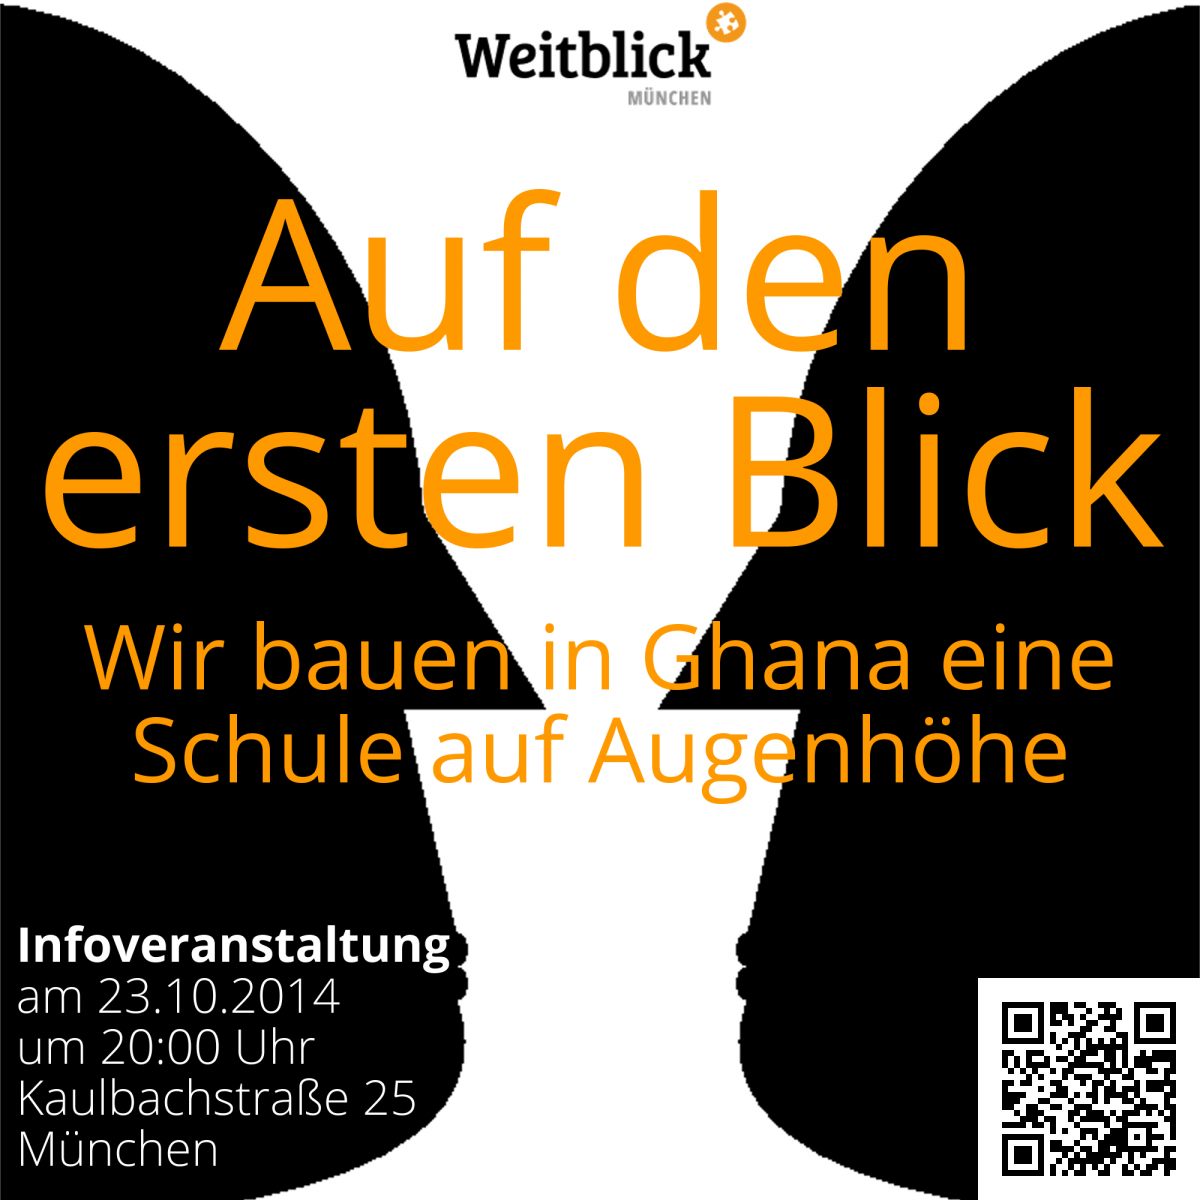 Weitblick
MÜNCHEN
Auf den
ersten Blick
Wir bauen in Ghana eine
Schule auf Augenhöhe
Infoveranstaltung
am 23.10.2014
um 20:00 Uhr
Kaulbachstraße 25
München